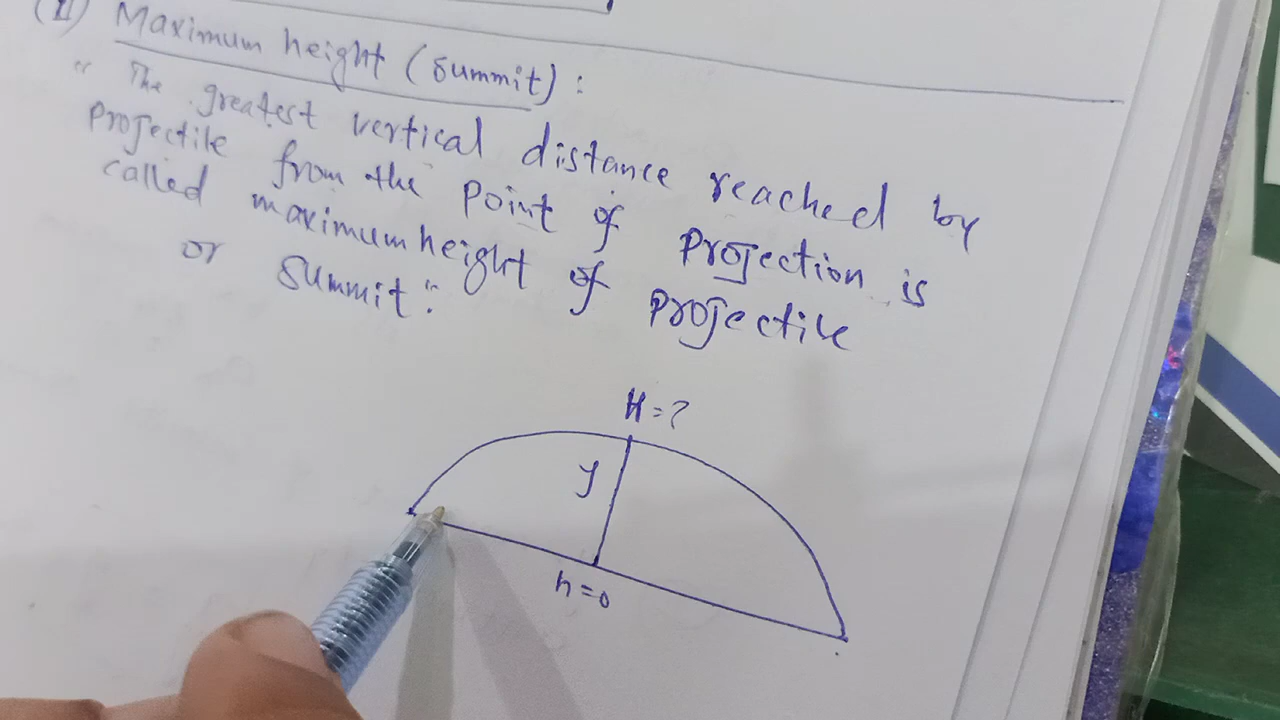 (II) Maximum height (Summit) :
" The greatest vertical distance reached by
Projectile from the Point of Projection is
called maximum height of Projectile
or Summit."
H = ?
y
h = 0